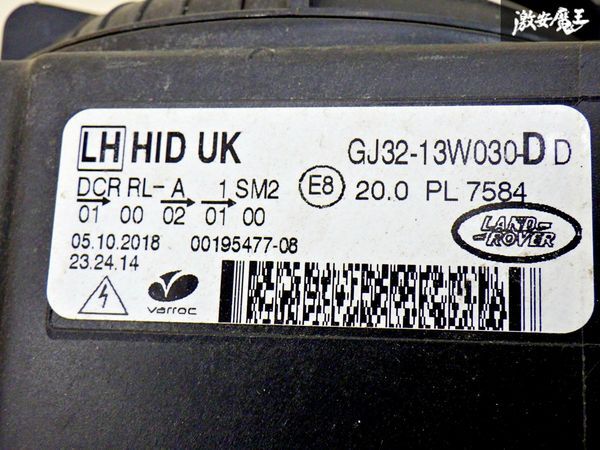 激安魔王
LH HID UK GJ32-13W030-D D
DCR RL-A 1 SM2 E8 20.0 PL 7584
01 00 02 01 00
LAND-ROVER
05.10.2018 00195477-08
23.24.14
varroc